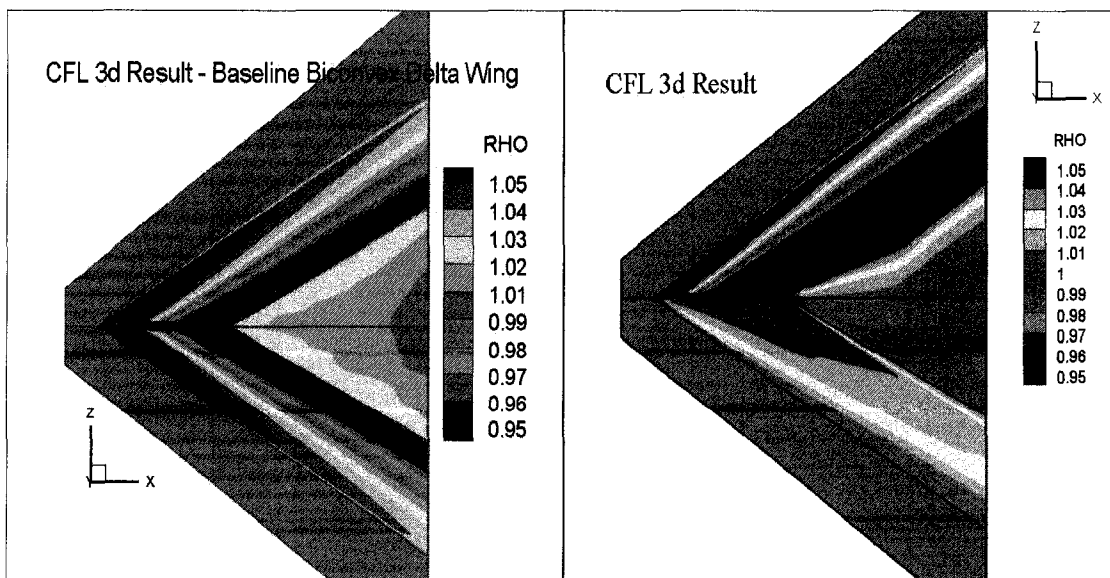 CFL 3d Result - Baseline Biconvex Delta Wing
RHO
1.05
1.04
1.03
1.02
1.01
0.99
0.98
0.97
0.96
0.95
Z
Y
X
CFL 3d Result
Z
Y
X
RHO
1.05
1.04
1.03
1.02
1.01
1
0.99
0.98
0.97
0.96
0.95